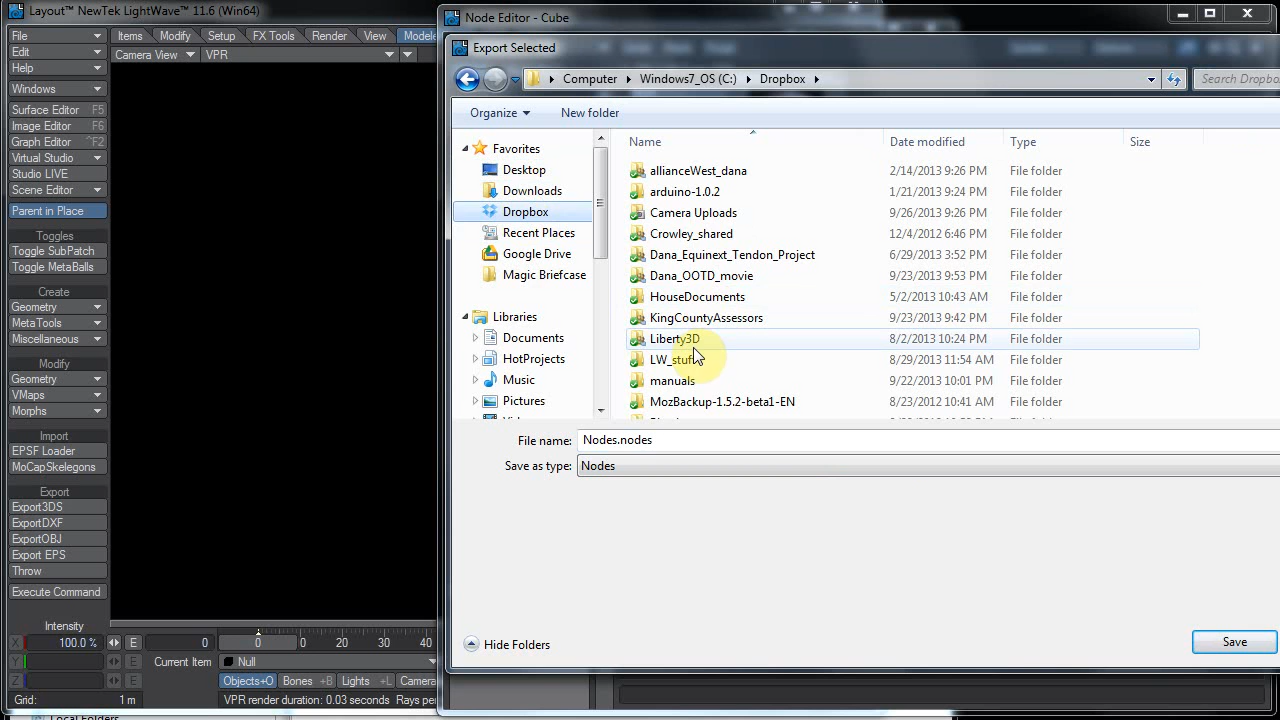 Layout™ NewTek LightWave 11.6 (Win64)
File
Edit
Help
Windows
Surface Editor F5
Image Editor F6
Graph Editor ^F2
Virtual Studio
Studio LIVE
Scene Editor
Parent in Place
Toggles
Toggle SubPatch
Toggle MetaBalls
Create
Geometry
MetaTools
Miscellaneous
Modify
Geometry
VMaps
Morphs
Import
EPSF Loader
MoCapSkelegons
Export
Export3DS
ExportDXF
ExportOBJ
Export EPS
Throw
Execute Command
Intensity
X 100.0 % E
Y E
Z E
Grid: 1 m
Items Modify Setup FX Tools Render View Modele
Camera View VPR
0 0 10 20 30 40
Current Item Null
Objects+O Bones +B Lights +L Camera
VPR render duration: 0.03 seconds Rays per
Node Editor - Cube
Export Selected
Computer Windows7_OS (C:) Dropbox
Search Dropbo
Organize New folder
Favorites
Desktop
Downloads
Dropbox
Recent Places
Google Drive
Magic Briefcase
Libraries
Documents
HotProjects
Music
Pictures
Name Date modified Type Size
allianceWest_dana 2/14/2013 9:26 PM File folder
arduino-1.0.2 1/21/2013 9:24 PM File folder
Camera Uploads 9/26/2013 9:26 PM File folder
Crowley_shared 12/4/2012 6:46 PM File folder
Dana_Equinext_Tendon_Project 6/29/2013 3:52 PM File folder
Dana_OOTD_movie 9/23/2013 9:53 PM File folder
HouseDocuments 5/2/2013 10:43 AM File folder
KingCountyAssessors 9/23/2013 9:42 PM File folder
Liberty3D 8/2/2013 10:24 PM File folder
LW_stuff 8/29/2013 11:54 AM File folder
manuals 9/22/2013 10:01 PM File folder
MozBackup-1.5.2-beta1-EN 8/23/2012 10:41 AM File folder
File name: Nodes.nodes
Save as type: Nodes
Hide Folders
Save
Local Folders